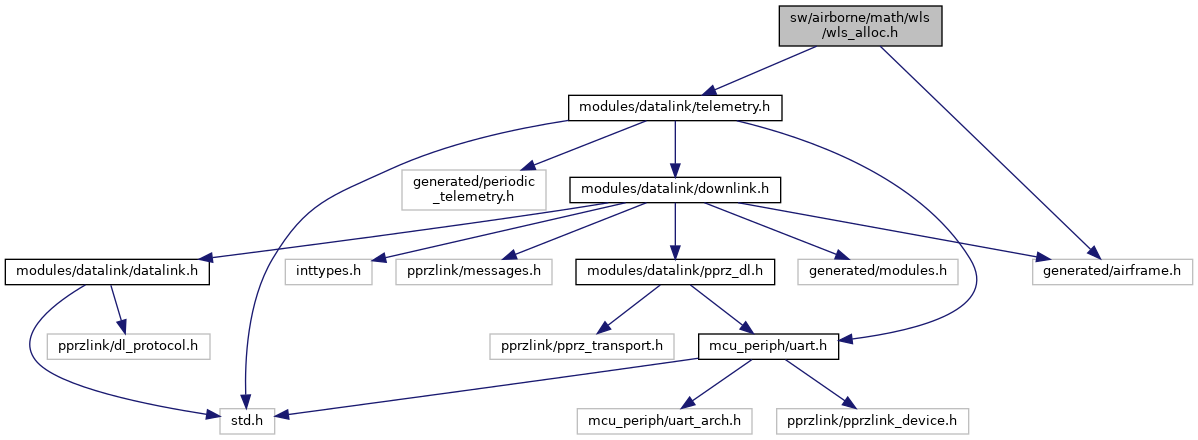 sw/airborne/math/wls
/wls_alloc.h
modules/datalink/telemetry.h
generated/periodic
_telemetry.h
modules/datalink/downlink.h
modules/datalink/datalink.h
inttypes.h
pprzlink/messages.h
modules/datalink/pprz_dl.h
generated/modules.h
generated/airframe.h
pprzlink/dl_protocol.h
pprzlink/pprz_transport.h
mcu_periph/uart.h
std.h
mcu_periph/uart_arch.h
pprzlink/pprzlink_device.h